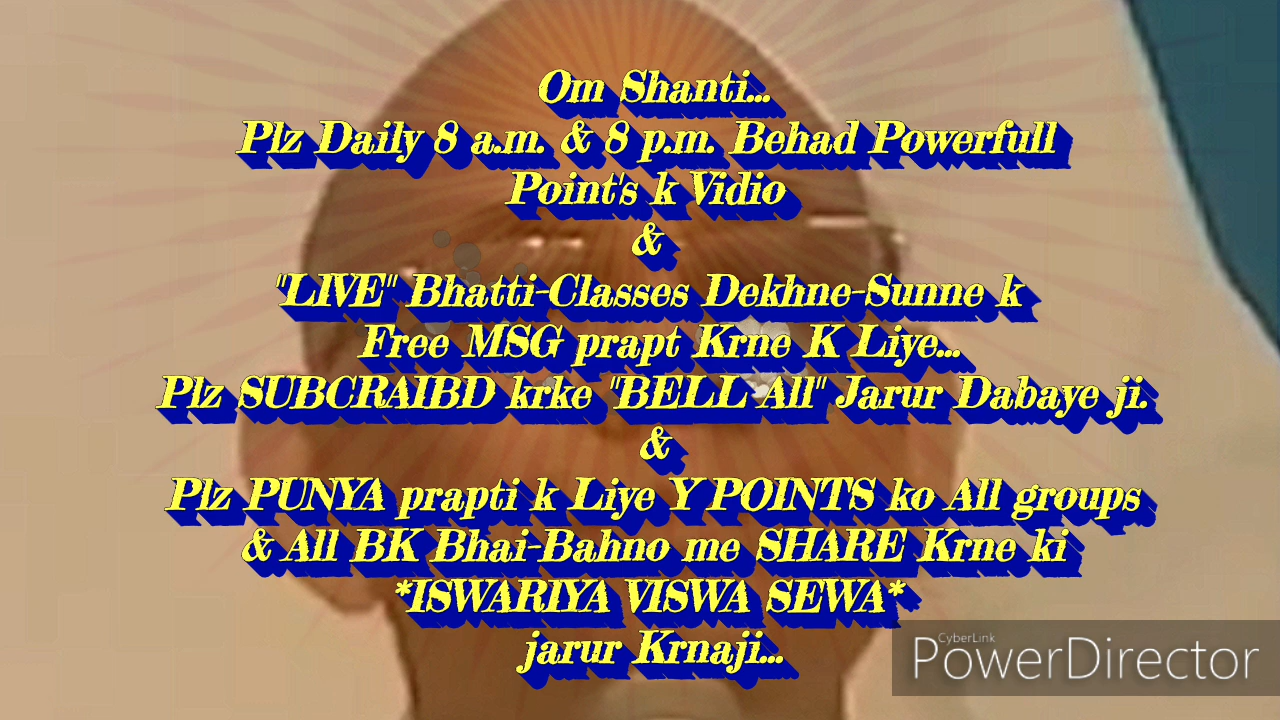 Om Shanti...
Plz Daily 8 a.m. & 8 p.m. Behad Powerfull
Point's k Vidio
&
"LIVE" Bhatti-Classes Dekhne-Sunne k
Free MSG prapt Krne K Liye...
Plz SUBCRAIBD krke "BELL All" Jarur Dabaye ji.
&
Plz PUNYA prapti k Liye Y POINTS ko All groups
& All BK Bhai-Bahno me SHARE Krne ki
*ISWARIYA VISWA SEWA*
jarur Krnaji...
CyberLink
PowerDirector